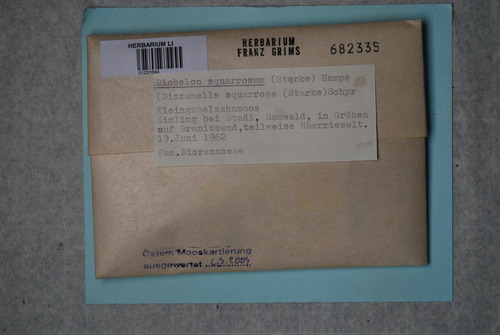 HERBARIUM LI
01231694
HERBARIUM
FRANZ GRIMS
682335
Diobelon squarrosum (Starke) Hampe
(Dicranella squarrosa (Starke)Schpr
Kleingabelzahnmoos
Simling bei Stadl, Sauwald, in Gräben
auf Granitsand,teilweise überrieselt.
19.Juni 1962
Fam.Dicranaceae
Österr. Mooskartierung
ausgewertet